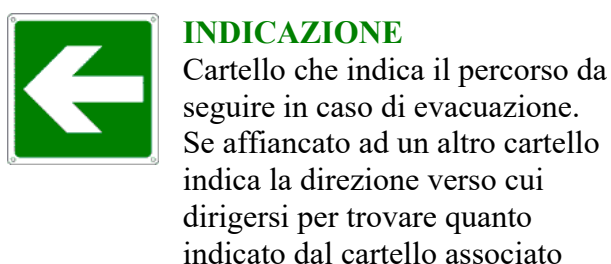 INDICAZIONE
Cartello che indica il percorso da
seguire in caso di evacuazione.
Se affiancato ad un altro cartello
indica la direzione verso cui
dirigersi per trovare quanto
indicato dal cartello associato